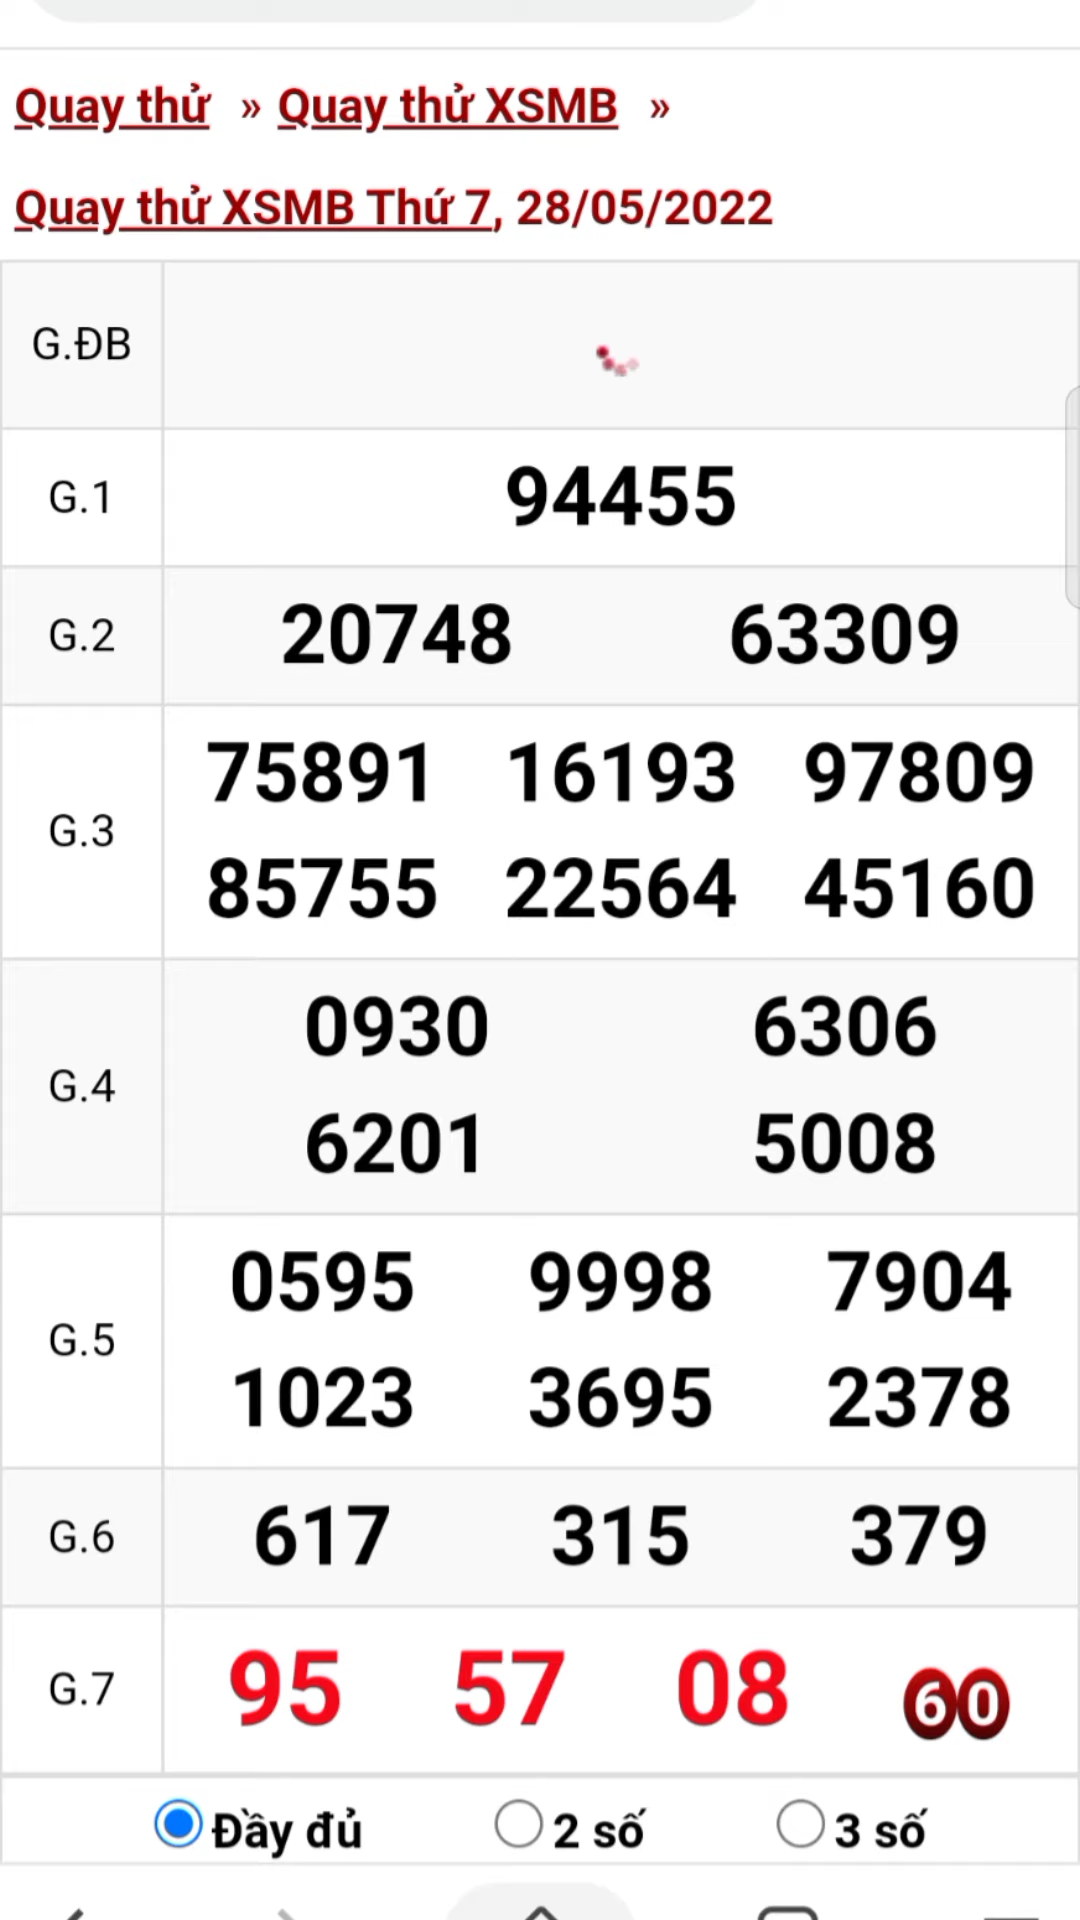 Quay thử » Quay thử XSMB »
Quay thử XSMB Thứ 7, 28/05/2022
G.ĐB
G.1 94455
G.2 20748 63309
G.3 75891 16193 97809
85755 22564 45160
G.4 0930 6306
6201 5008
G.5 0595 9998 7904
1023 3695 2378
G.6 617 315 379
G.7 95 57 08 60
Đầy đủ 2 số 3 số